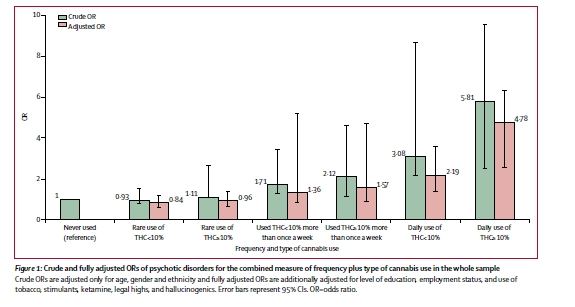 10
Crude OR
Adjusted OR
8
6
4
2
0
OR
1
0·93
0·84
1·11
0·96
1·71
1·36
2·12
1·57
3·08
2·19
5·81
4·78
Never used
(reference)
Rare use of
THC<10%
Rare use of
THC≥10%
Used THC<10% more
than once a week
Used THC≥10% more
than once a week
Daily use of
THC<10%
Daily use of
THC≥10%
Frequency and type of cannabis use
Figure 1: Crude and fully adjusted ORs of psychotic disorders for the combined measure of frequency plus type of cannabis use in the whole sample
Crude ORs are adjusted only for age, gender and ethnicity and fully adjusted ORs are additionally adjusted for level of education, employment status, and use of
tobacco, stimulants, ketamine, legal highs, and hallucinogenics. Error bars represent 95% CIs. OR=odds ratio.